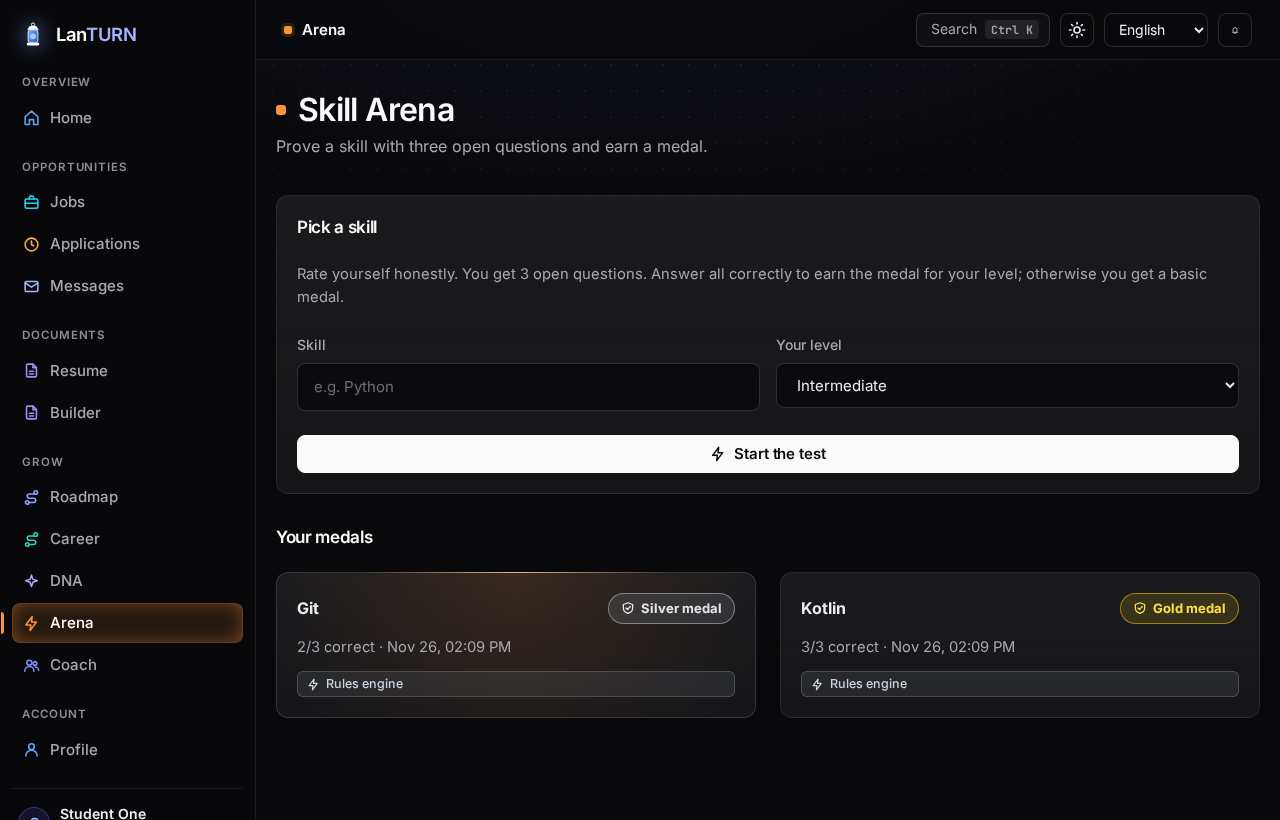 LanTURN
OVERVIEW
Home
OPPORTUNITIES
Jobs
Applications
Messages
DOCUMENTS
Resume
Builder
GROW
Roadmap
Career
DNA
Arena
Coach
ACCOUNT
Profile
Student One
Arena
Search Ctrl K
English
Skill Arena
Prove a skill with three open questions and earn a medal.
Pick a skill
Rate yourself honestly. You get 3 open questions. Answer all correctly to earn the medal for your level; otherwise you get a basic
medal.
Skill
Your level
e.g. Python
Intermediate
Start the test
Your medals
Git
Silver medal
2/3 correct · Nov 26, 02:09 PM
Rules engine
Kotlin
Gold medal
3/3 correct · Nov 26, 02:09 PM
Rules engine